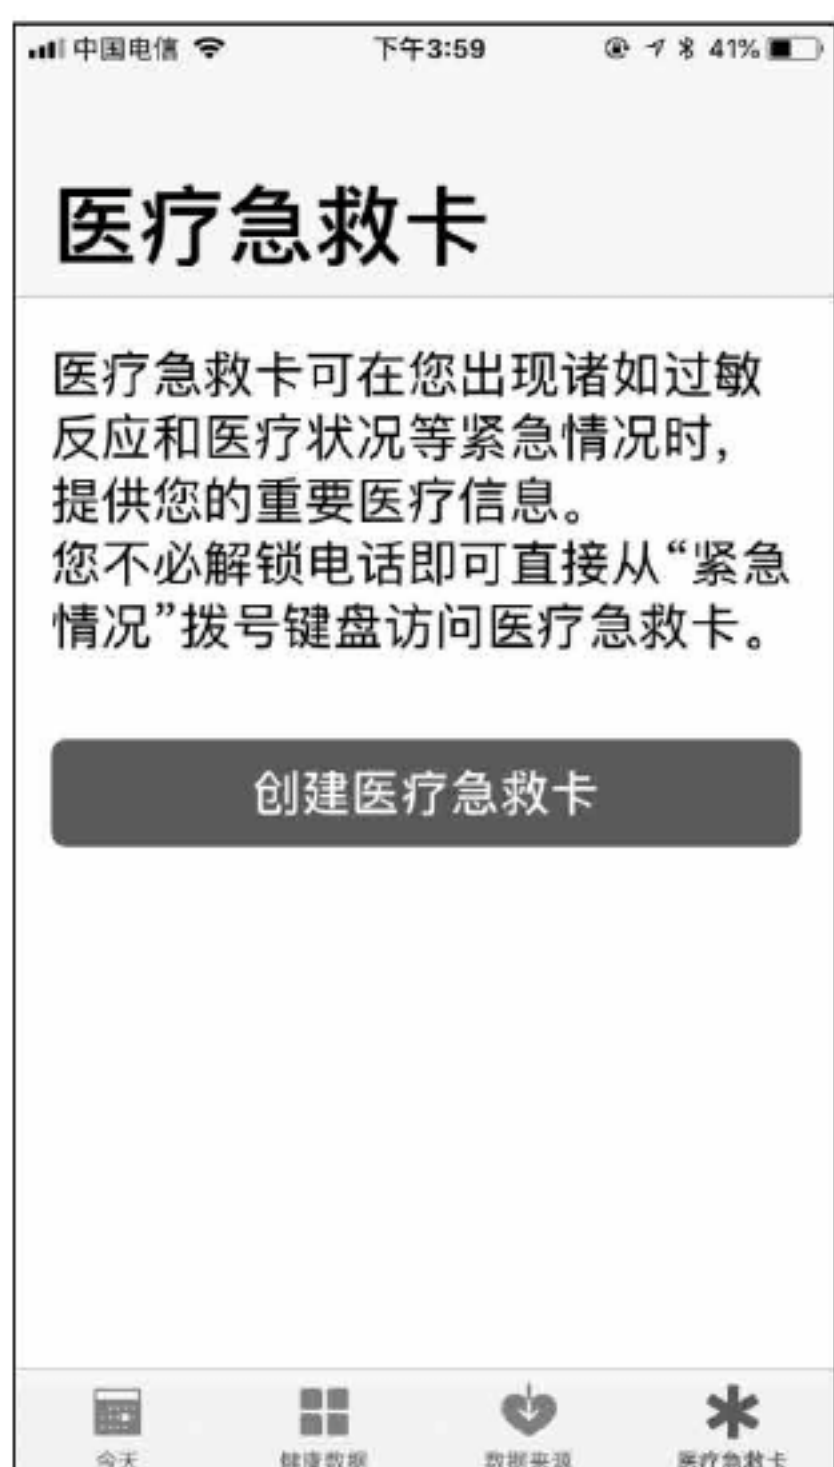 中国电信 下午3:59 41%
医疗急救卡
医疗急救卡可在您出现诸如过敏
反应和医疗状况等紧急情况时，
提供您的重要医疗信息。
您不必解锁电话即可直接从“紧急
情况”拨号键盘访问医疗急救卡。
创建医疗急救卡
今天 健康数据 数据来源 医疗急救卡